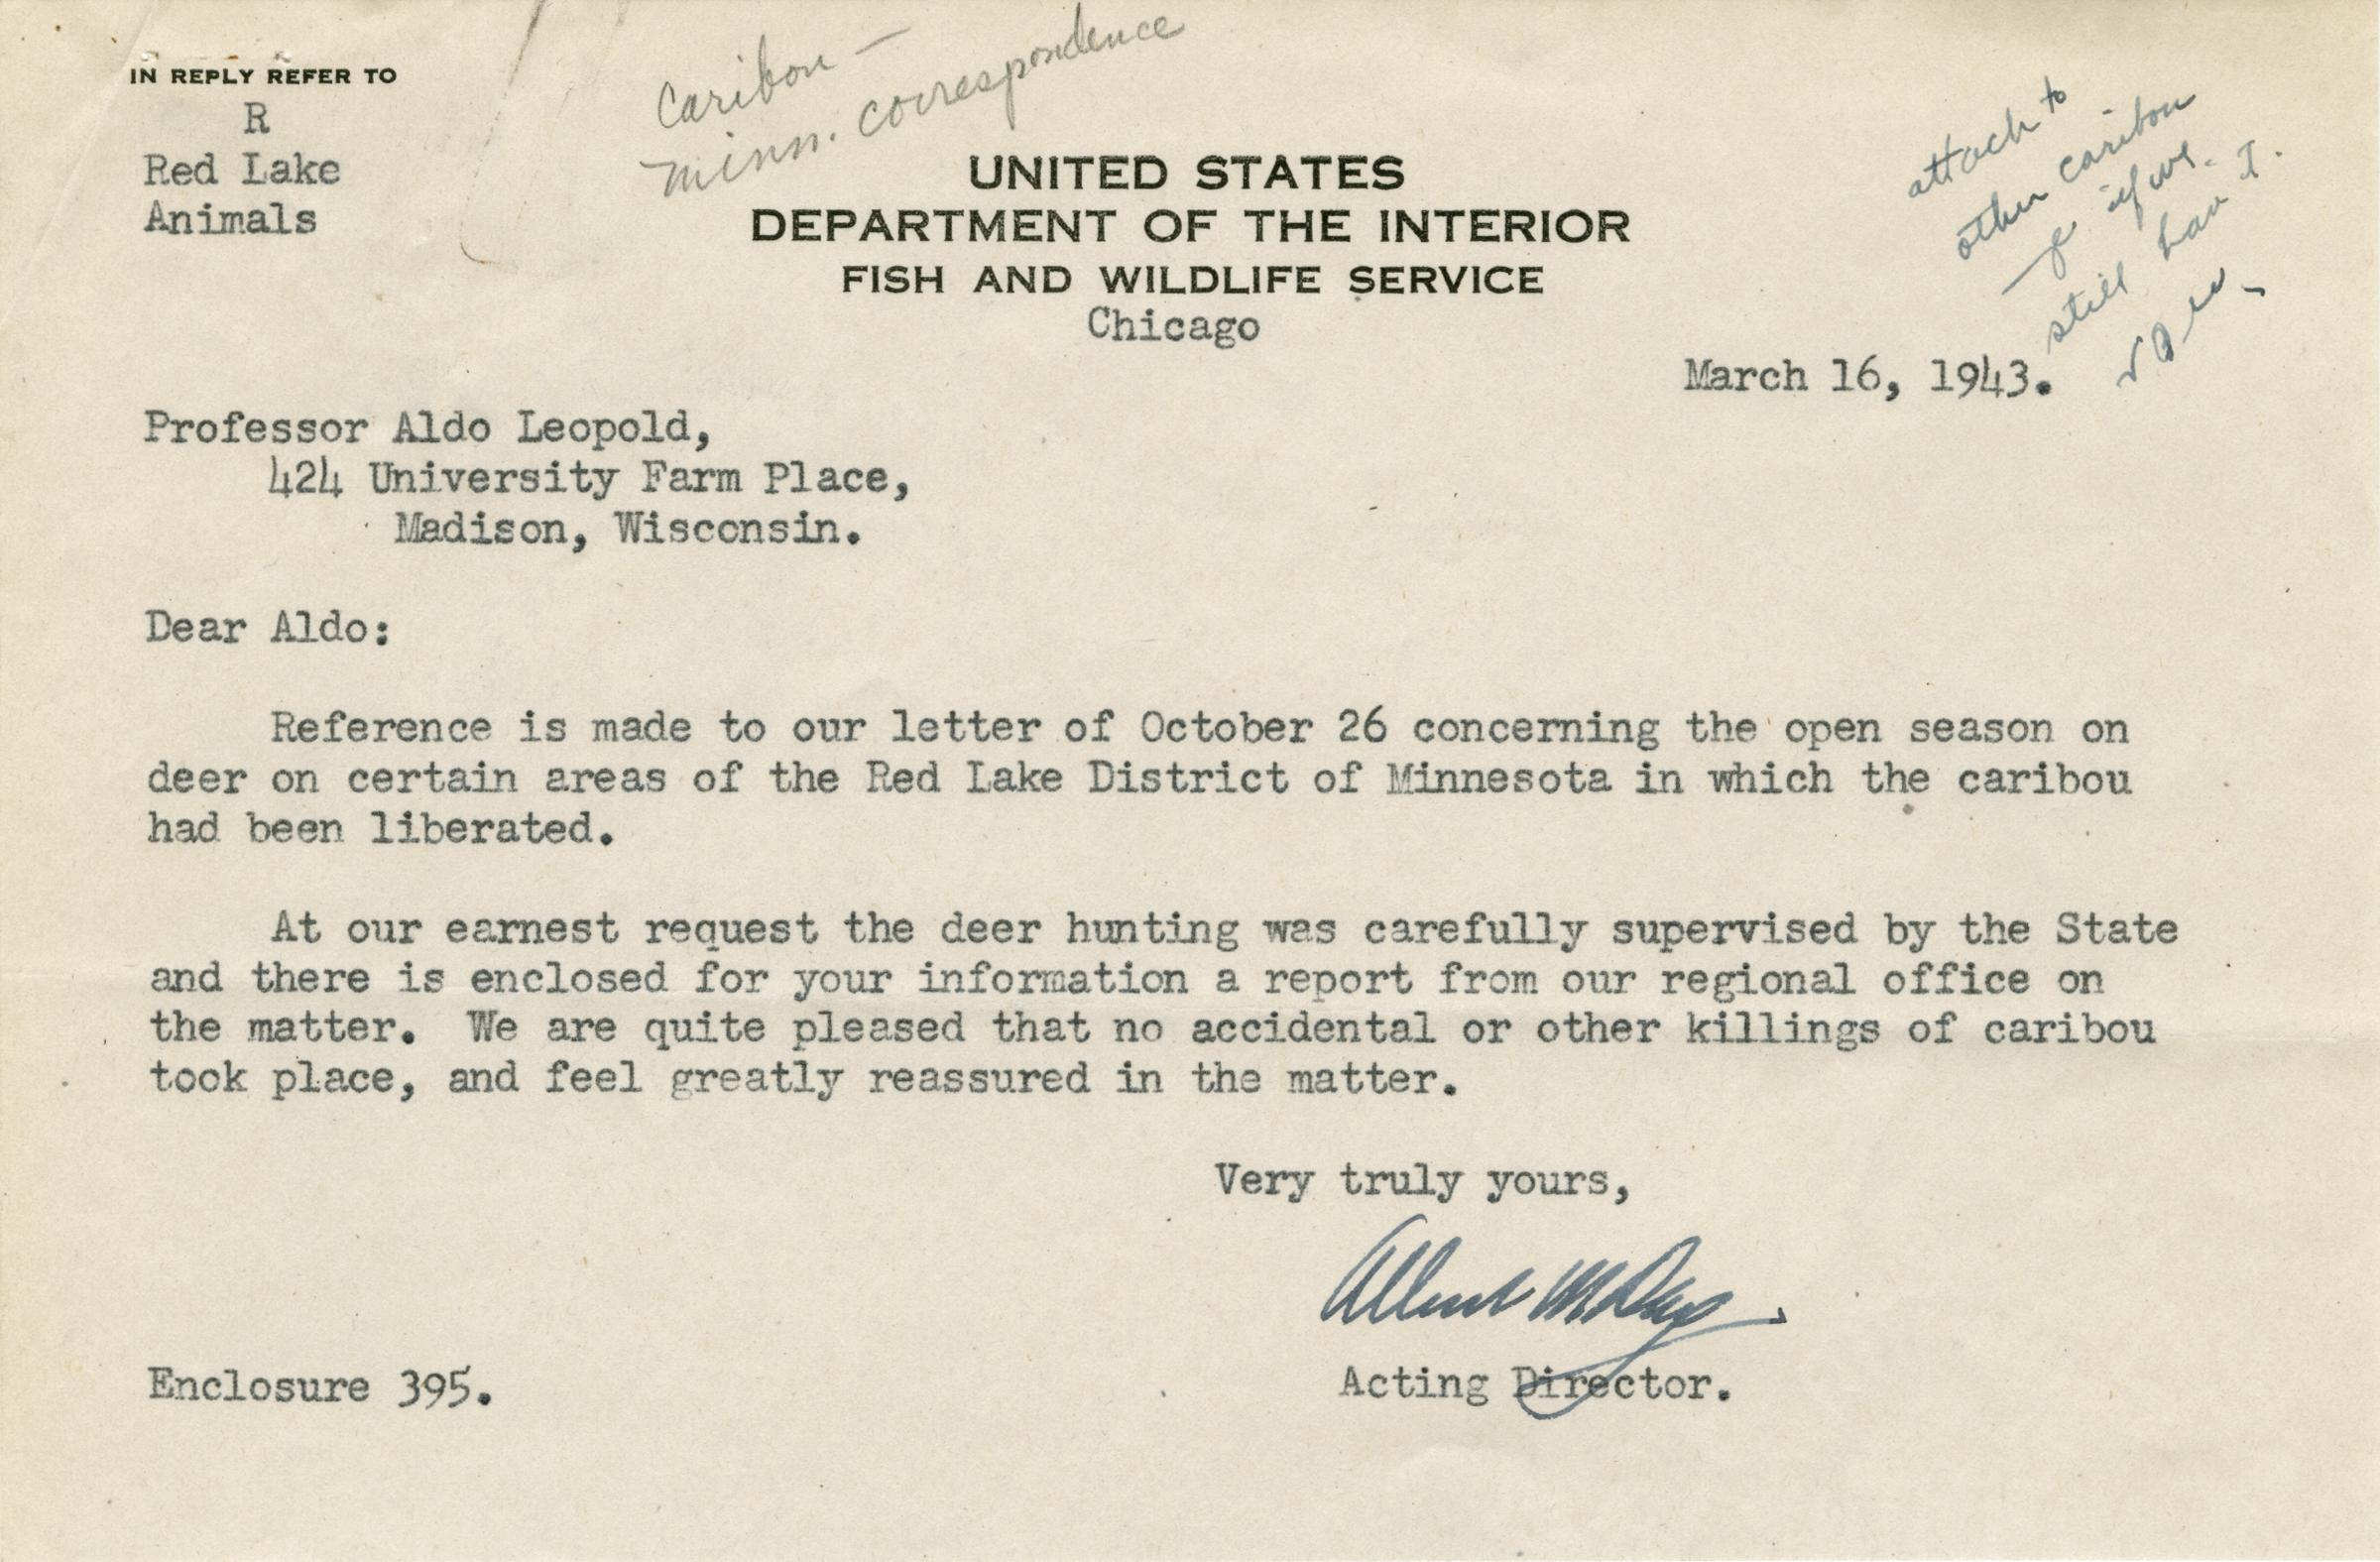 Caribou —
Minn. correspondence
attach to
other caribou
if we
still have
IN REPLY REFER TO
R
Red Lake
Animals
UNITED STATES
DEPARTMENT OF THE INTERIOR
FISH AND WILDLIFE SERVICE
Chicago
March 16, 1943.
Professor Aldo Leopold,
424 University Farm Place,
Madison, Wisconsin.
Dear Aldo:
Reference is made to our letter of October 26 concerning the open season on
deer on certain areas of the Red Lake District of Minnesota in which the caribou
had been liberated.
At our earnest request the deer hunting was carefully supervised by the State
and there is enclosed for your information a report from our regional office on
the matter. We are quite pleased that no accidental or other killings of caribou
took place, and feel greatly reassured in the matter.
Very truly yours,
Albert M Day
Acting Director.
Enclosure 395.